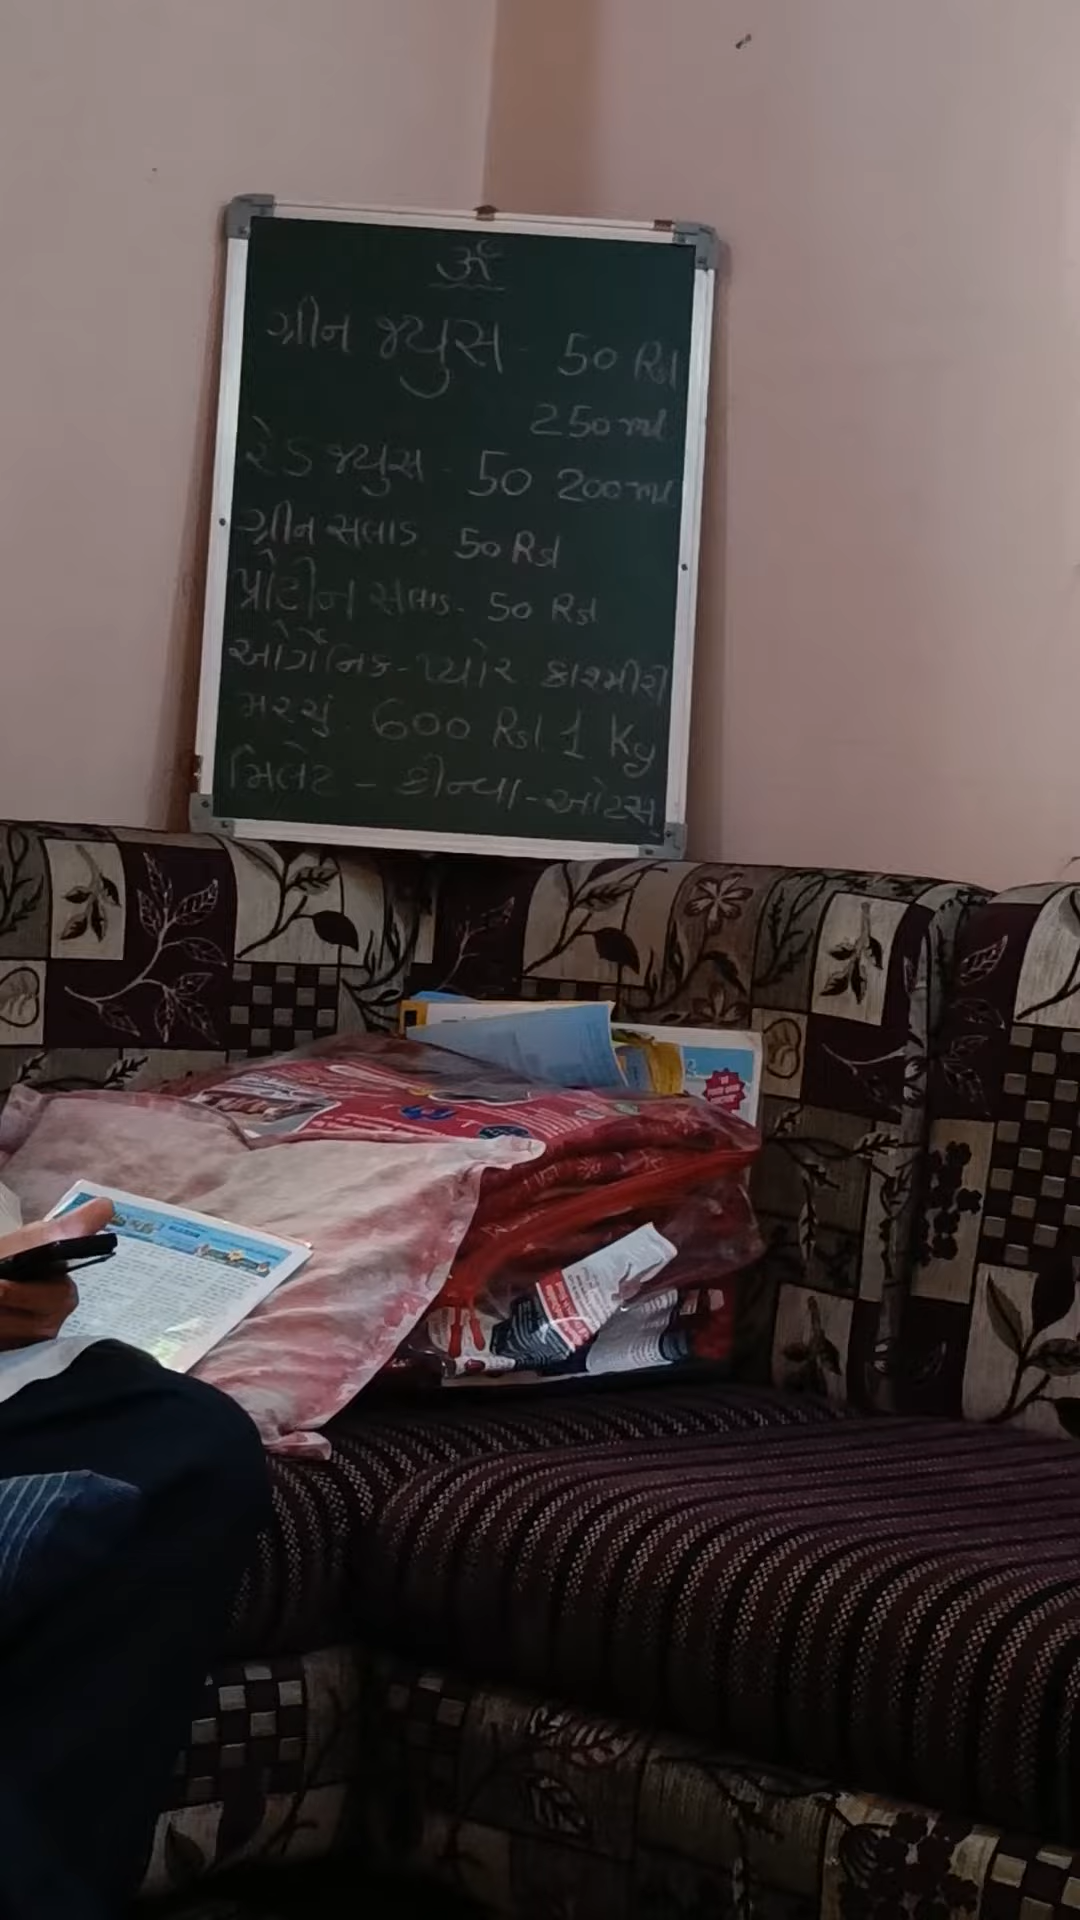 ૐ
ગ્રીન જ્યુસ - 50 Rs/
250 ml
રેડ જ્યુસ - 50 200 ml
ગ્રીન સલાડ 50 Rs/
પ્રોટીન સલાડ - 50 Rs/
ઓર્ગેનિક - પ્યોર કાશ્મીરી
મરચું 600 Rs/ 1 Kg
મિલેટ - કીન્વા - ઓટસ